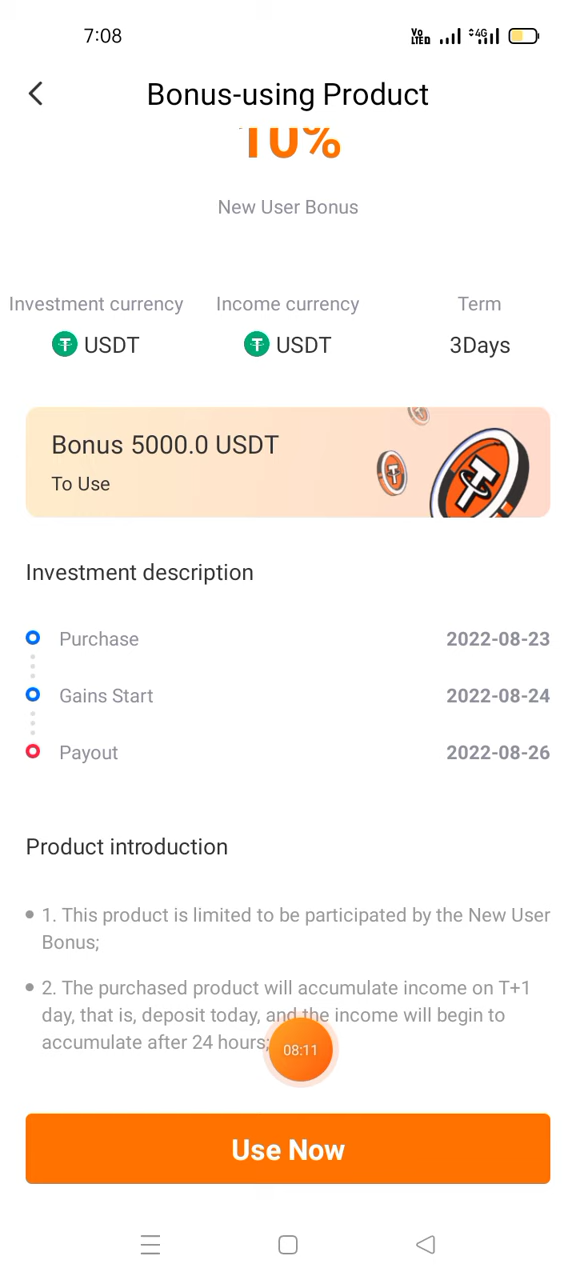 7:08
Vo LTED 4G
Bonus-using Product
10%
New User Bonus
Investment currency Income currency Term
USDT USDT 3Days
Bonus 5000.0 USDT
To Use
Investment description
Purchase 2022-08-23
Gains Start 2022-08-24
Payout 2022-08-26
Product introduction
1. This product is limited to be participated by the New User
Bonus;
2. The purchased product will accumulate income on T+1
day, that is, deposit today, and the income will begin to
accumulate after 24 hours;
08:11
Use Now